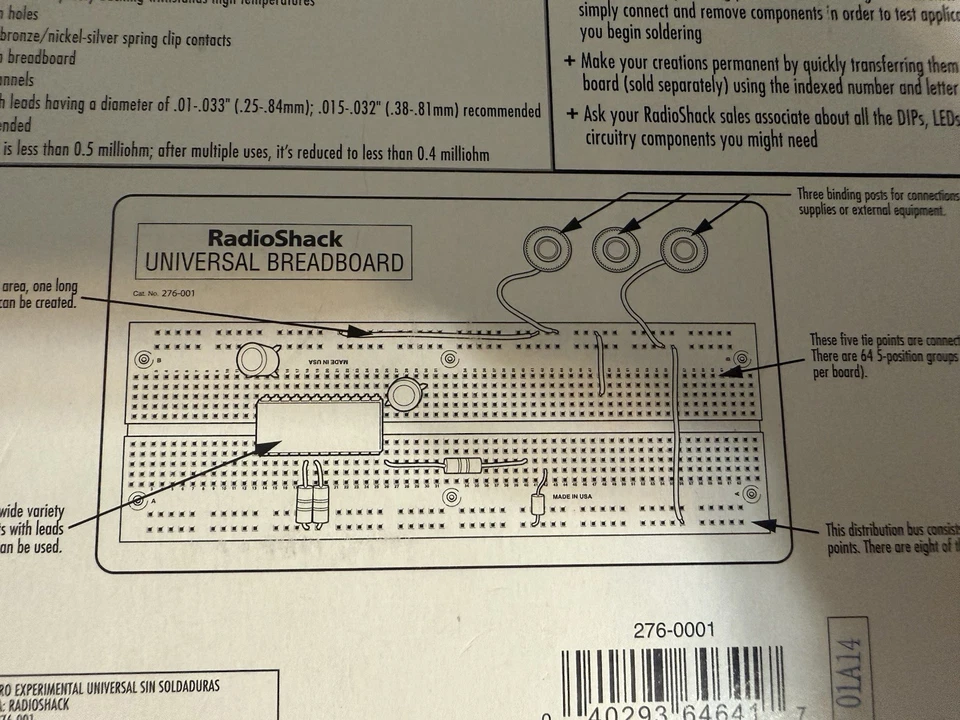 holes
bronze/nickel-silver spring clip contacts
breadboard
leads having a diameter of .01-.033" (.25-.84mm); .015-.032" (.38-.81mm) recommended
is less than 0.5 milliohm; after multiple uses, it's reduced to less than 0.4 milliohm
simply connect and remove components in order to test
you begin soldering
+ Make your creations permanent by quickly transferring them
board (sold separately) using the indexed number and letter
+ Ask your RadioShack sales associate about all the DIPs, LEDs
circuitry components you might need
Three binding posts for connections
supplies or external equipment.
RadioShack
UNIVERSAL BREADBOARD
Cat. No. 276-001
area, one long
can be created.
These five tie points are
There are 64 5-position groups
per board).
MADE IN USA
B
B
A
A
MADE IN USA
wide variety
with leads
can be used.
This distribution bus
points. There are eight of
276-0001
0 40293 64641 7
01A14
EXPERIMENTAL UNIVERSAL SIN SOLDADURAS
RADIOSHACK